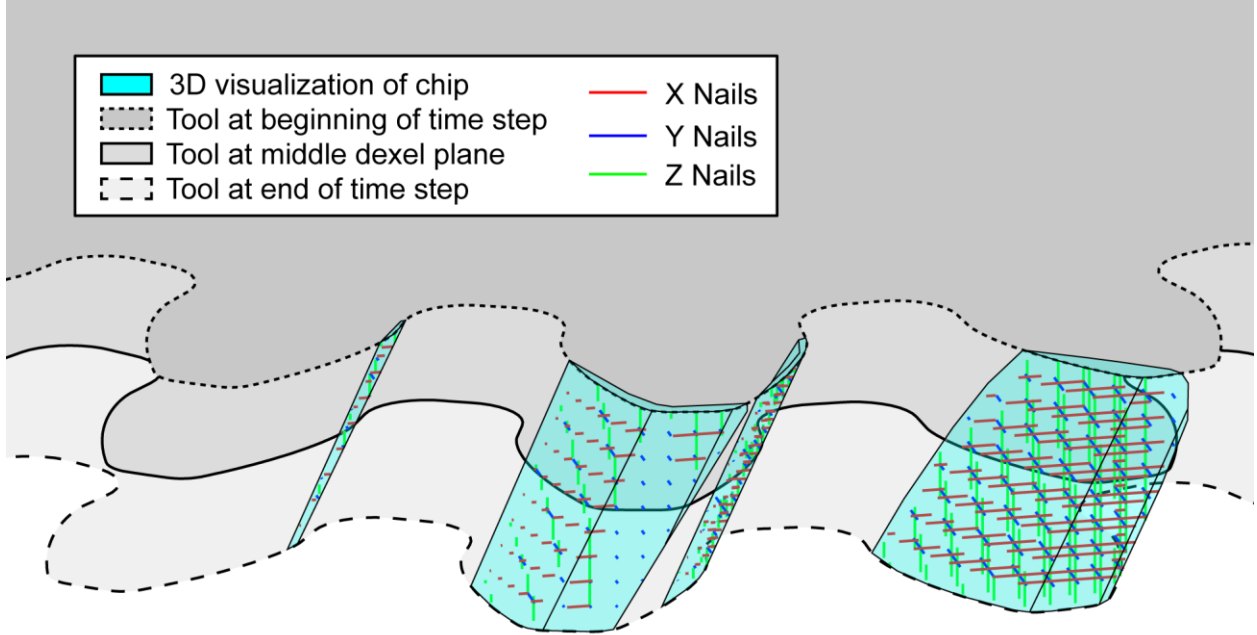 3D visualization of chip
Tool at beginning of time step
Tool at middle dexel plane
Tool at end of time step
X Nails
Y Nails
Z Nails